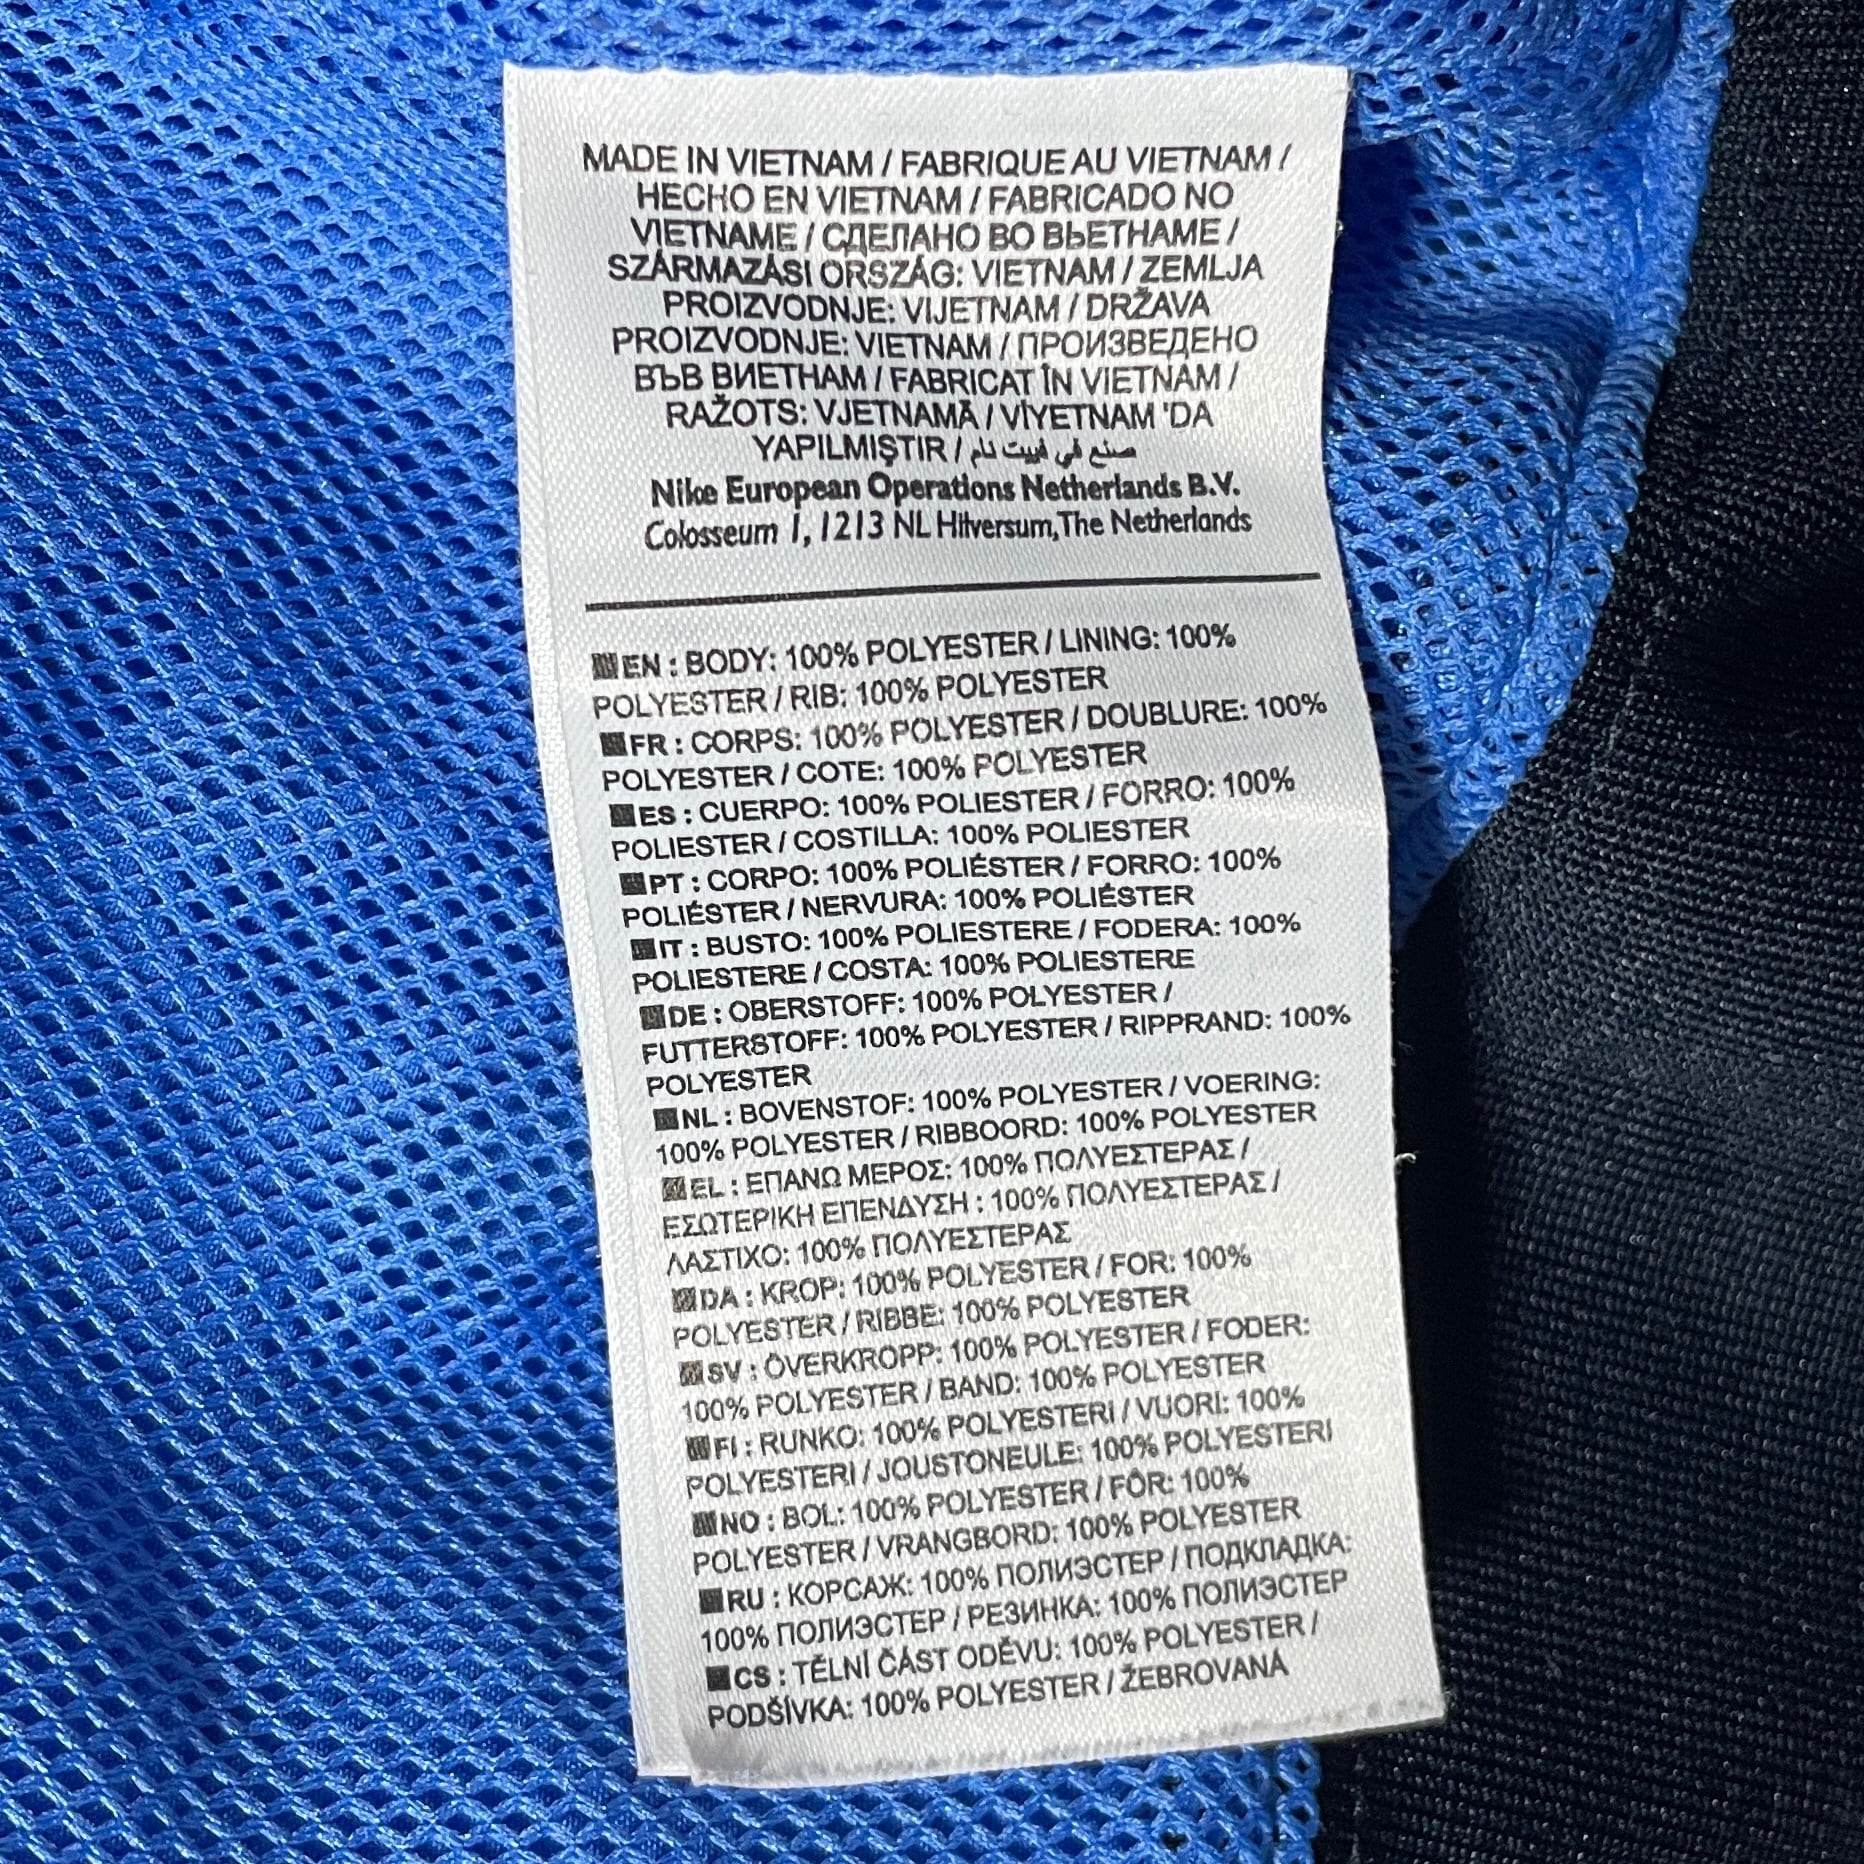 MADE IN VIETNAM / FABRIQUE AU VIETNAM /
HECHO EN VIETNAM / FABRICADO NO
VIETNAME / СДЕЛАНО ВО ВЬЕТНАМЕ /
SZÁRMAZÁSI ORSZÁG: VIETNAM / ZEMLJA
PROIZVODNJE: VIJETNAM / DRŽAVA
PROIZVODNJE: VIETNAM / ПРОИЗВЕДЕНО
ВЪВ ВИЕТНАМ / FABRICAT ÎN VIETNAM /
RAŽOTS: VJETNAMĀ / VİYETNAM 'DA
YAPILMIŞTIR / صنع في فييت نام
Nike European Operations Netherlands B.V.
Colosseum 1, 1213 NL Hilversum, The Netherlands
EN : BODY: 100% POLYESTER / LINING: 100%
POLYESTER / RIB: 100% POLYESTER
FR : CORPS: 100% POLYESTER / DOUBLURE: 100%
POLYESTER / COTE: 100% POLYESTER
ES : CUERPO: 100% POLIESTER / FORRO: 100%
POLIESTER / COSTILLA: 100% POLIESTER
PT : CORPO: 100% POLIÉSTER / FORRO: 100%
POLIÉSTER / NERVURA: 100% POLIÉSTER
IT : BUSTO: 100% POLIESTERE / FODERA: 100%
POLIESTERE / COSTA: 100% POLIESTERE
DE : OBERSTOFF: 100% POLYESTER /
FUTTERSTOFF: 100% POLYESTER / RIPPRAND: 100%
POLYESTER
NL : BOVENSTOF: 100% POLYESTER / VOERING:
100% POLYESTER / RIBBOORD: 100% POLYESTER
EL : ΕΠΑΝΩ ΜΕΡΟΣ: 100% ΠΟΛΥΕΣΤΕΡΑΣ /
ΕΣΩΤΕΡΙΚΗ ΕΠΕΝΔΥΣΗ : 100% ΠΟΛΥΕΣΤΕΡΑΣ /
ΛΑΣΤΙΧΟ: 100% ΠΟΛΥΕΣΤΕΡΑΣ
DA : KROP: 100% POLYESTER / FOR: 100%
POLYESTER / RIBBE: 100% POLYESTER
SV : ÖVERKROPP: 100% POLYESTER / FODER:
100% POLYESTER / BAND: 100% POLYESTER
FI : RUNKO: 100% POLYESTERI / VUORI: 100%
POLYESTERI / JOUSTONEULE: 100% POLYESTERI
NO : BOL: 100% POLYESTER / FÔR: 100%
POLYESTER / VRANGBORD: 100% POLYESTER
RU : КОРСАЖ: 100% ПОЛИЭСТЕР / ПОДКЛАДКА:
100% ПОЛИЭСТЕР / РЕЗИНКА: 100% ПОЛИЭСТЕР
CS : TĚLNÍ ČÁST ODĚVU: 100% POLYESTER /
PODŠÍVKA: 100% POLYESTER / ŽEBROVANÁ